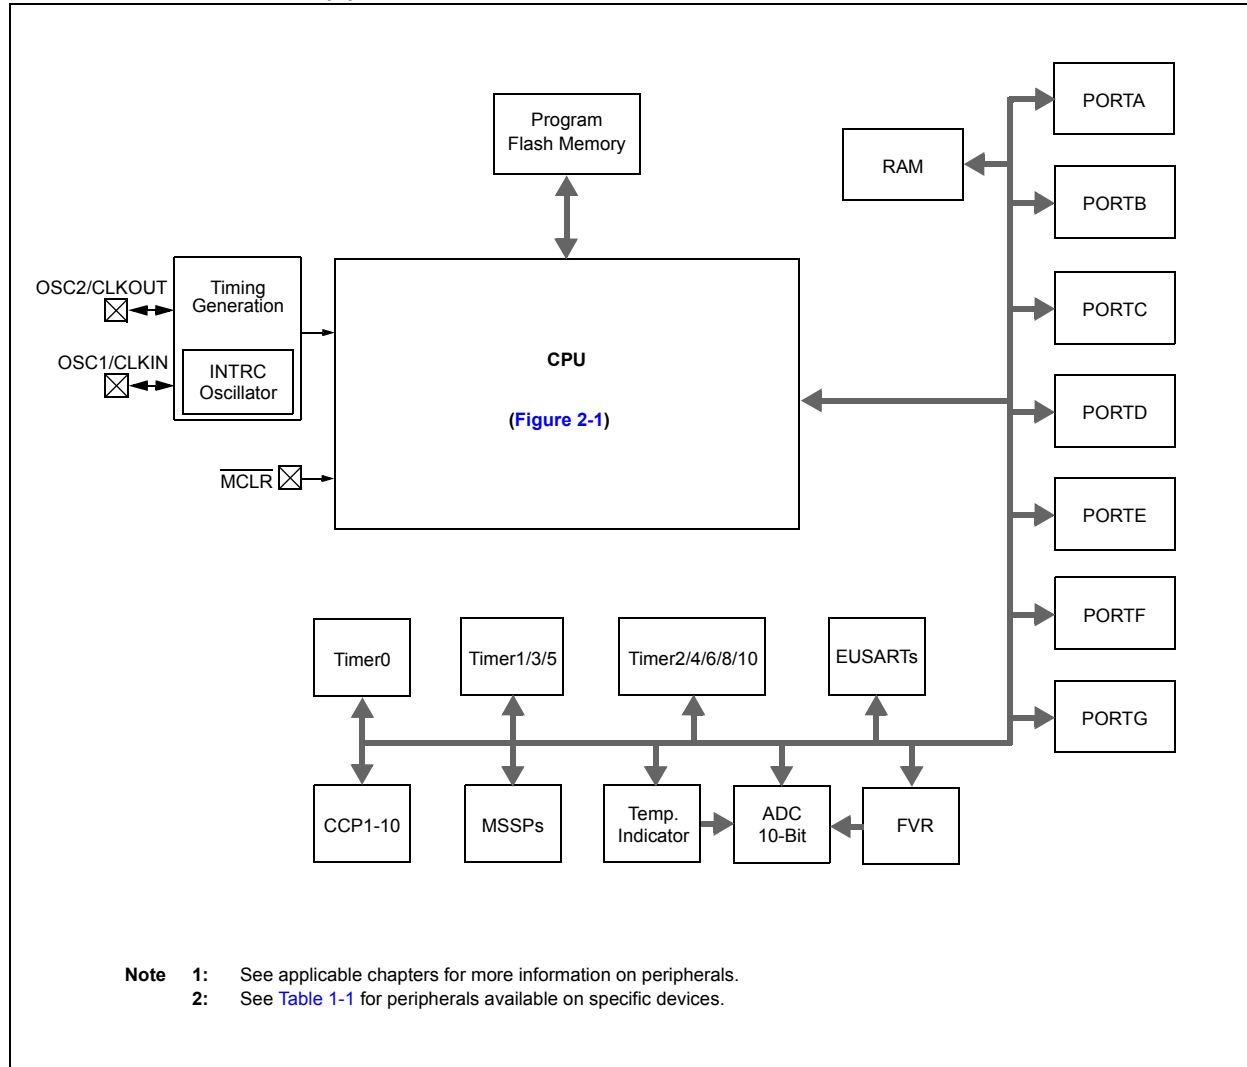 Program
Flash Memory
RAM
PORTA
PORTB
PORTC
PORTD
PORTE
PORTF
PORTG
OSC2/CLKOUT
OSC1/CLKIN
Timing
Generation
INTRC
Oscillator
MCLR
CPU
(Figure 2-1)
Timer0
Timer1/3/5
Timer2/4/6/8/10
EUSARTs
CCP1-10
MSSPs
Temp.
Indicator
ADC
10-Bit
FVR
Note 1: See applicable chapters for more information on peripherals.
2: See Table 1-1 for peripherals available on specific devices.